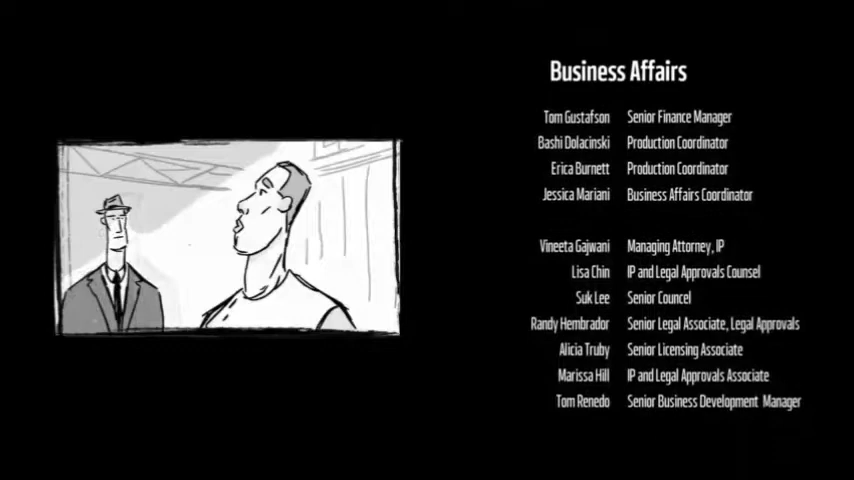 Business Affairs
Tom Gustafson Senior Finance Manager
Bashi Dolacinski Production Coordinator
Erica Burnett Production Coordinator
Jessica Mariani Business Affairs Coordinator
Vineeta Gajwani Managing Attorney, IP
Lisa Chin IP and Legal Approvals Counsel
Suk Lee Senior Councel
Randy Hembrador Senior Legal Associate, Legal Approvals
Alicia Truby Senior Licensing Associate
Marissa Hill IP and Legal Approvals Associate
Tom Renedo Senior Business Development Manager